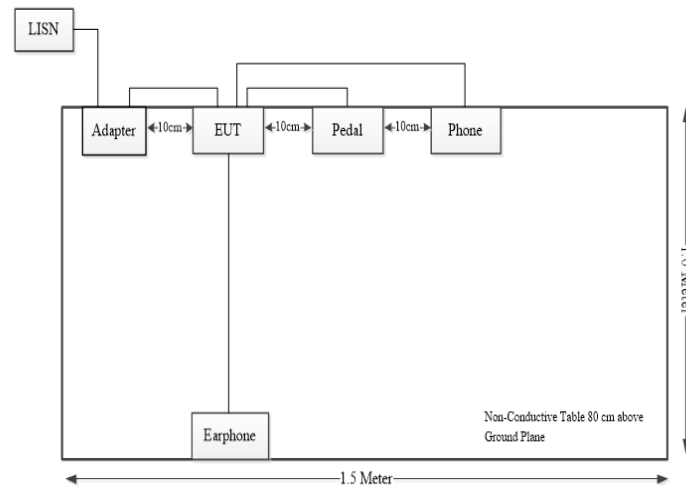 LISN
Adapter
10cm
EUT
10cm
Pedal
10cm
Phone
Earphone
Non-Conductive Table 80 cm above
Ground Plane
1.5 Meter